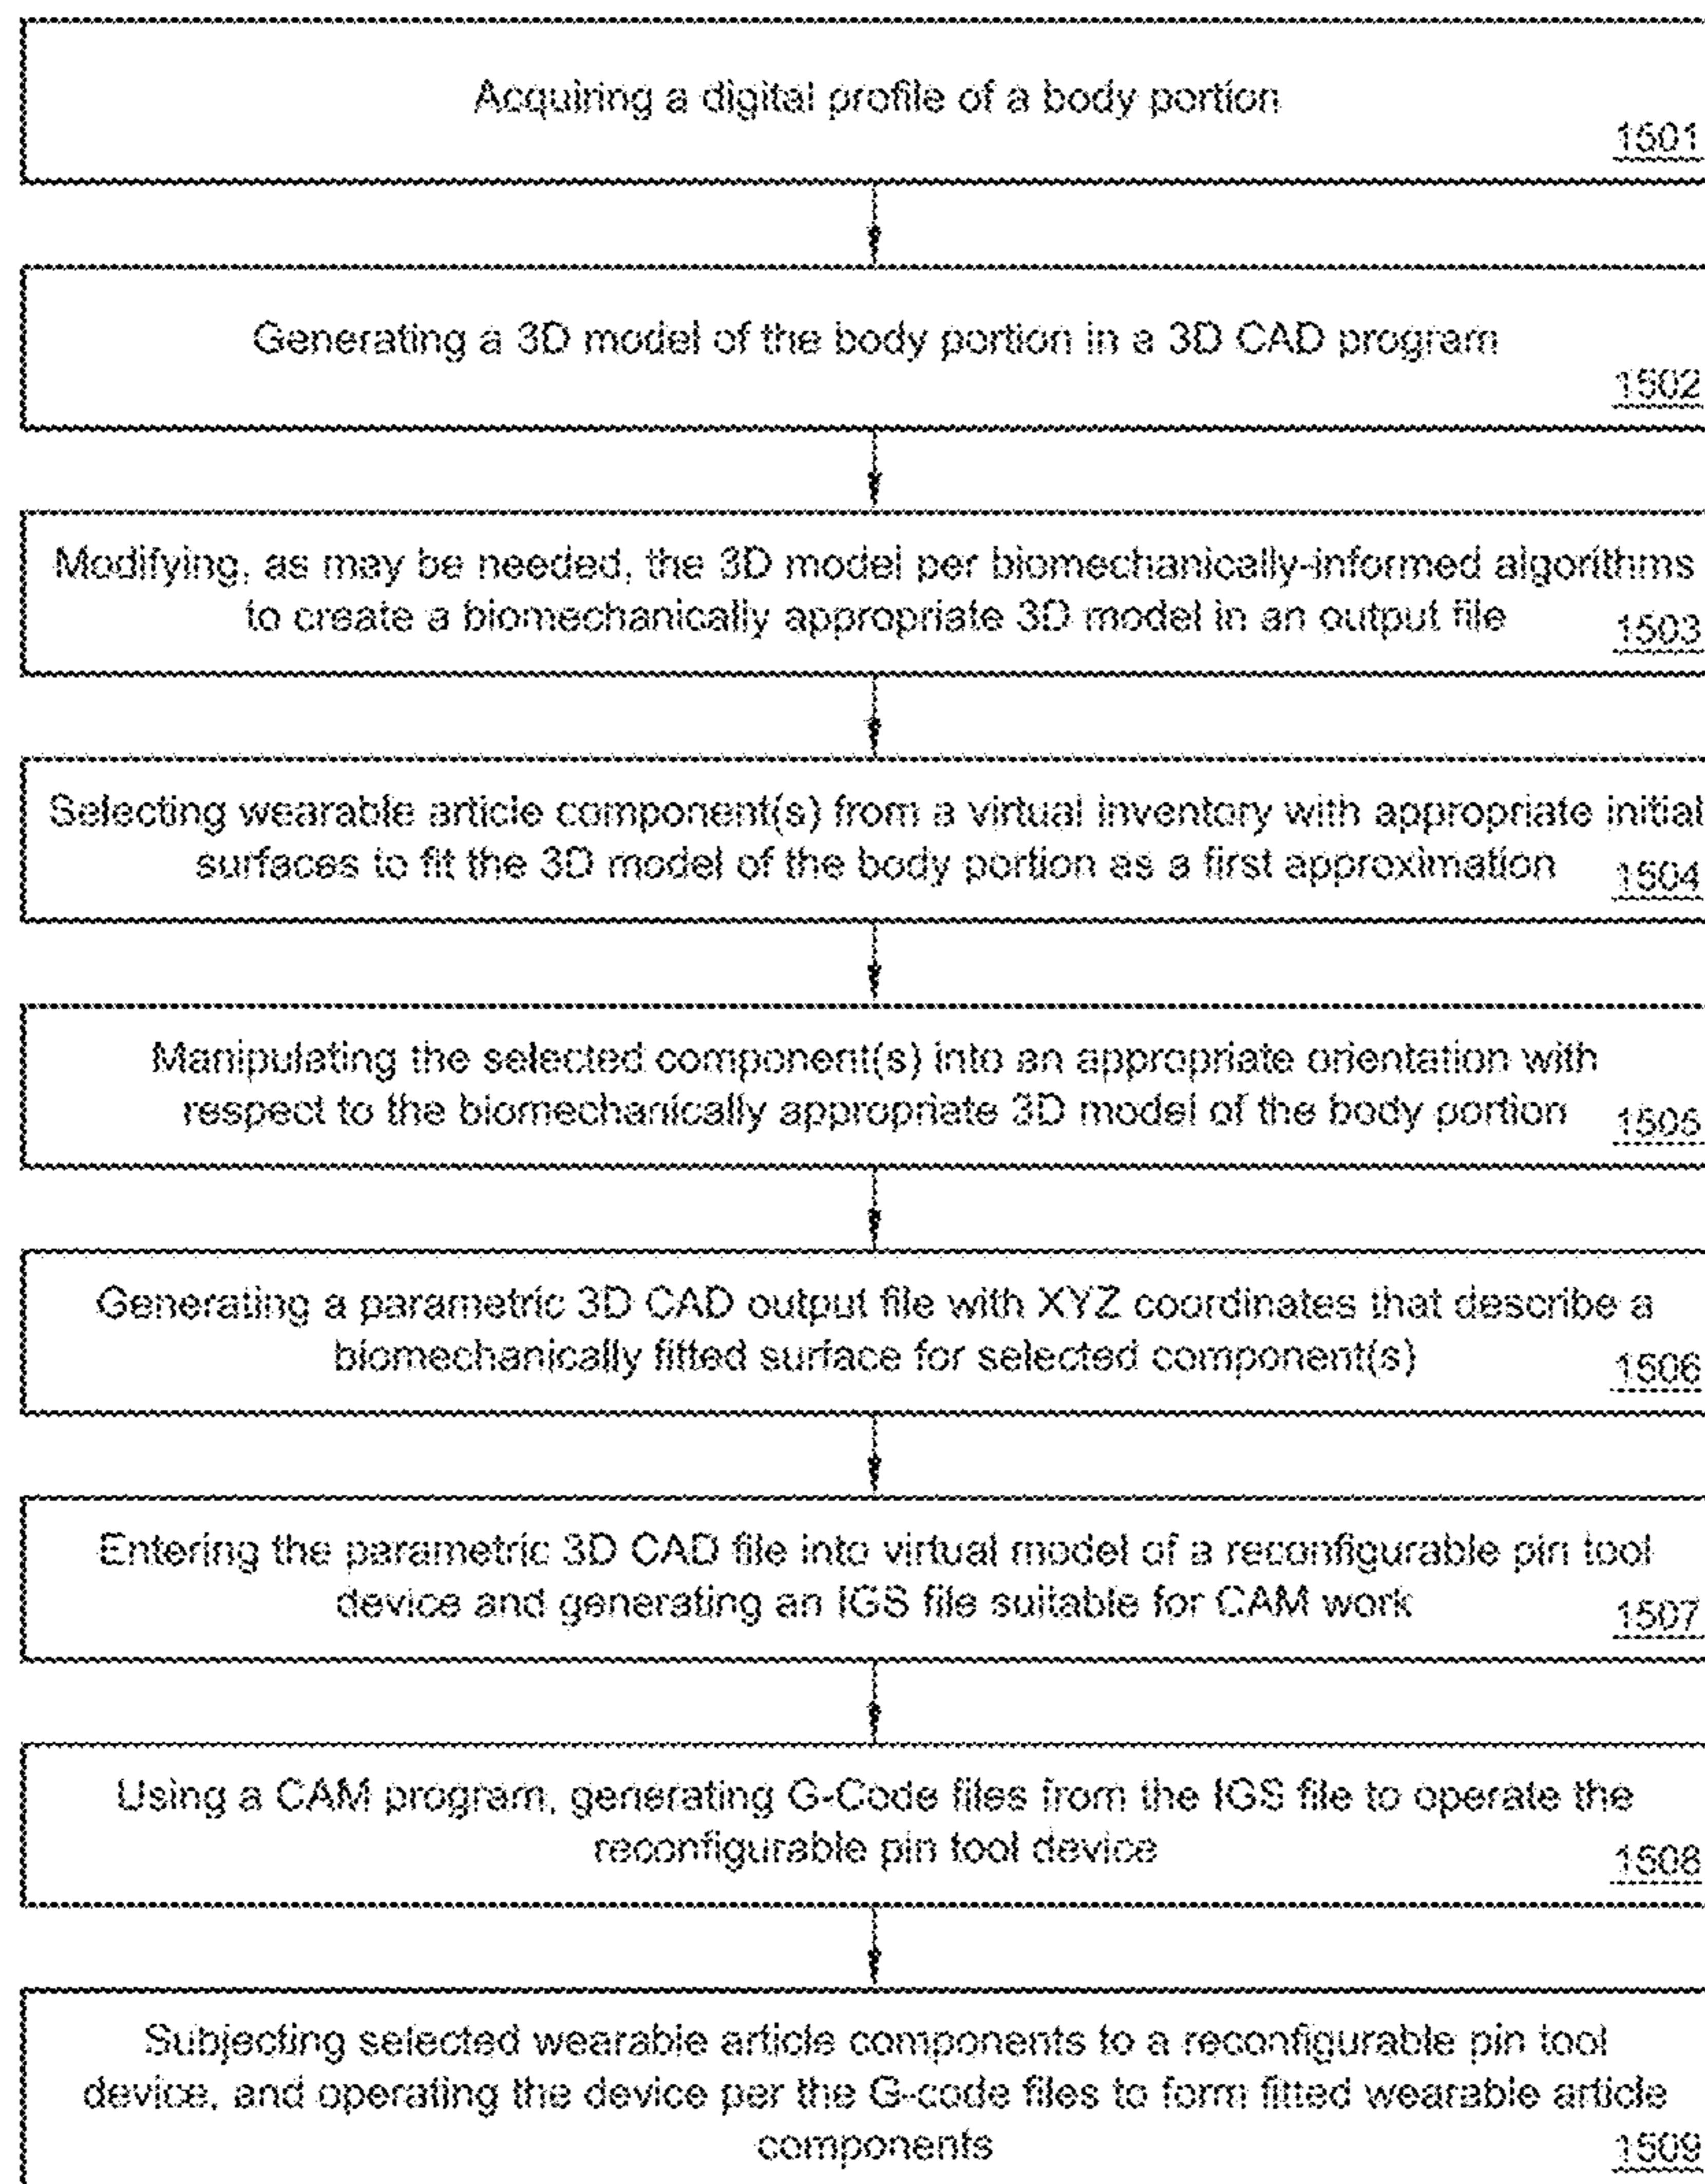 Acquiring a digital profile of a body portion
1501
Generating a 3D model of the body portion in a 3D CAD program
1502
Modifying, as may be needed, the 3D model per biomechanically-informed algorithms
to create a biomechanically appropriate 3D model in an output file
1503
Selecting wearable article component(s) from a virtual inventory with appropriate initial
surfaces to fit the 3D model of the body portion as a first approximation
1504
Manipulating the selected component(s) into an appropriate orientation with
respect to the biomechanically appropriate 3D model of the body portion
1505
Generating a parametric 3D CAD output file with XYZ coordinates that describe a
biomechanically fitted surface for selected component(s)
1506
Entering the parametric 3D CAD file into virtual model of a reconfigurable pin tool
device and generating an IGS file suitable for CAM work
1507
Using a CAM program, generating G-Code files from the IGS file to operate the
reconfigurable pin tool device
1508
Subjecting selected wearable article components to a reconfigurable pin tool
device, and operating the device per the G-code files to form fitted wearable article
components
1509